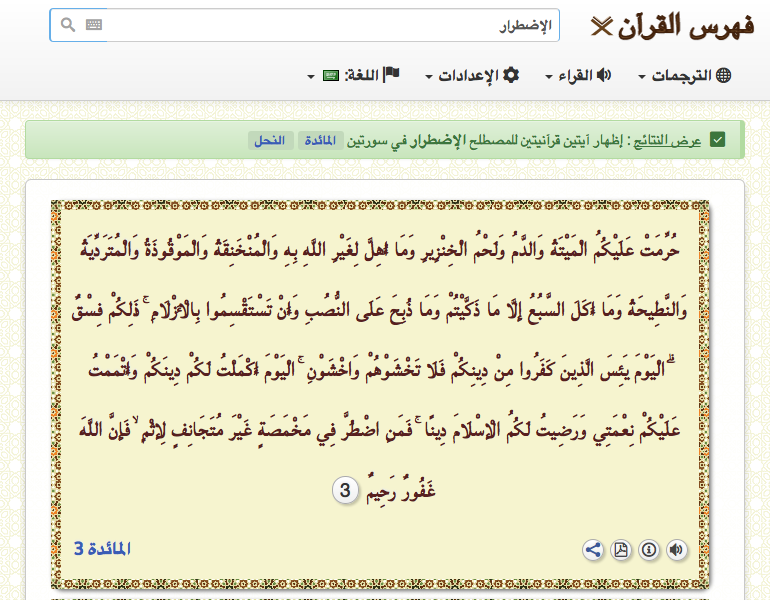 فهرس القرآن
الإضطرار
الترجمات القراء الإعدادات اللغة:
عرض النتائج : إظهار آيتين قرآنيتين للمصطلح الإضطرار في سورتين المائدة النحل
حُرِّمَتْ عَلَيْكُمُ الْمَيْتَةُ وَالدَّمُ وَلَحْمُ الْخِنْزِيرِ وَمَا أُهِلَّ لِغَيْرِ اللَّهِ بِهِ وَالْمُنْخَنِقَةُ وَالْمَوْقُوذَةُ وَالْمُتَرَدِّيَةُ
وَالنَّطِيحَةُ وَمَا أَكَلَ السَّبُعُ إِلَّا مَا ذَكَّيْتُمْ وَمَا ذُبِحَ عَلَى النُّصُبِ وَأَنْ تَسْتَقْسِمُوا بِالْأَزْلَامِ ۚ ذَلِكُمْ فِسْقٌ
ۗ الْيَوْمَ يَئِسَ الَّذِينَ كَفَرُوا مِنْ دِينِكُمْ فَلَا تَخْشَوْهُمْ وَاخْشَوْنِ ۚ الْيَوْمَ أَكْمَلْتُ لَكُمْ دِينَكُمْ وَأَتْمَمْتُ
عَلَيْكُمْ نِعْمَتِي وَرَضِيتُ لَكُمُ الْإِسْلَامَ دِينًا ۚ فَمَنِ اضْطُرَّ فِي مَخْمَصَةٍ غَيْرَ مُتَجَانِفٍ لِإِثْمٍ ۙ فَإِنَّ اللَّهَ
غَفُورٌ رَحِيمٌ 3
المائدة 3